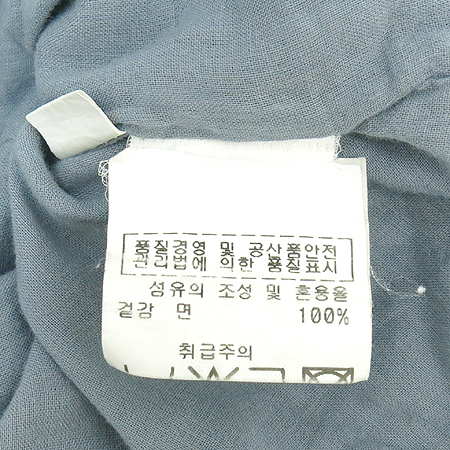 품질경영 및 공산품안전
관리법에 의한 품질표시
섬유의 조성 및 혼용율
겉감 면 100%
취급주의